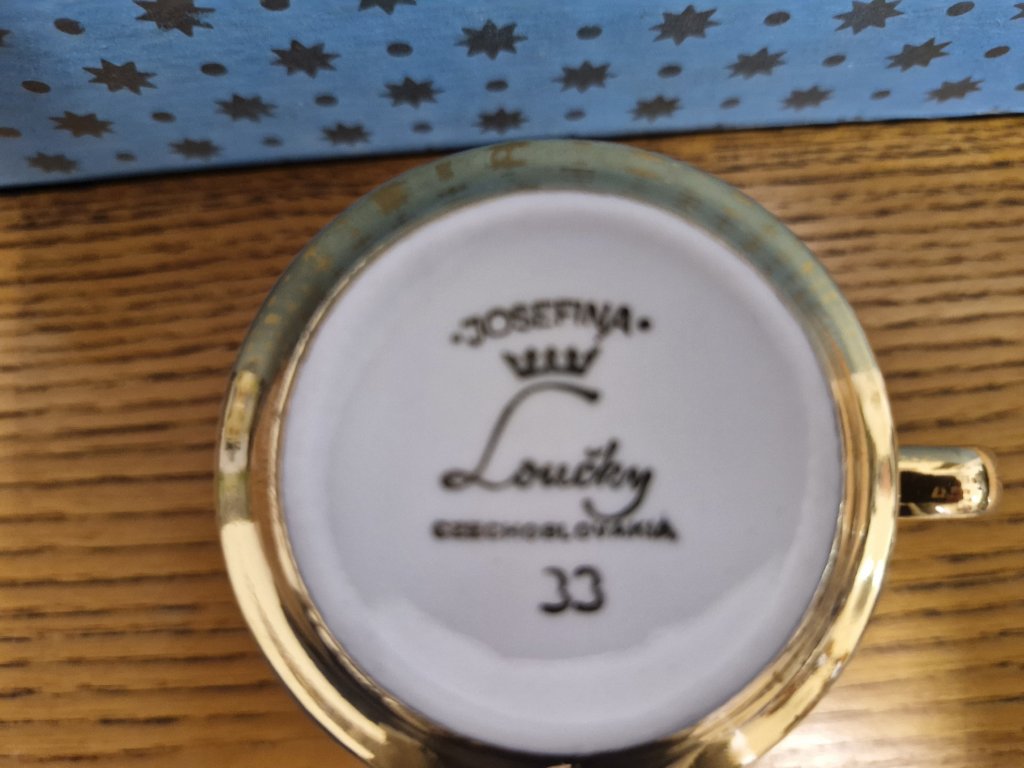 ·JOSEFINA·
Loučky
CZECHOSLOVAKIA
33